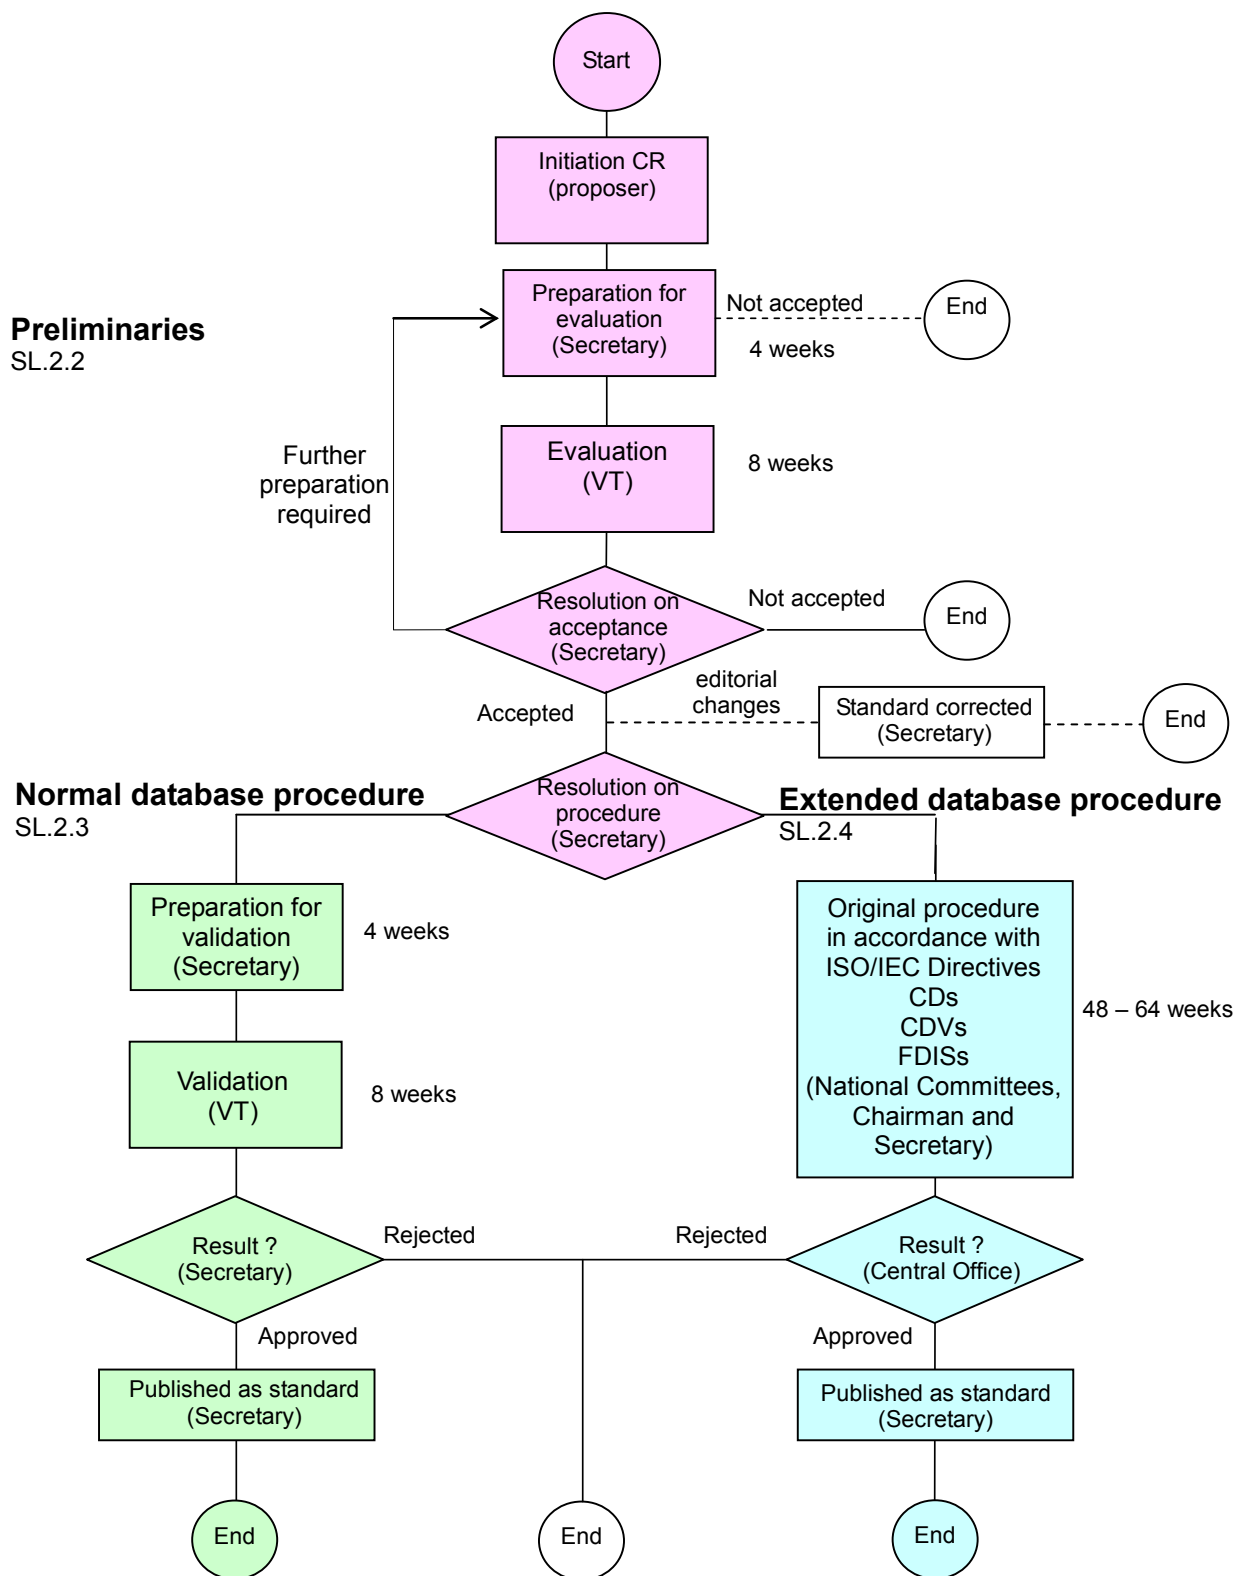 Start
Initiation CR
(proposer)
Preparation for
evaluation
(Secretary)
Not accepted
4 weeks
End
Preliminaries
SL.2.2
Further
preparation
required
Evaluation
(VT)
8 weeks
Resolution on
acceptance
(Secretary)
Not accepted
End
Accepted
editorial
changes
Standard corrected
(Secretary)
End
Resolution on
procedure
(Secretary)
Normal database procedure
SL.2.3
Extended database procedure
SL.2.4
Preparation for
validation
(Secretary)
4 weeks
Validation
(VT)
8 weeks
Result ?
(Secretary)
Rejected
Approved
Published as standard
(Secretary)
End
End
Original procedure
in accordance with
ISO/IEC Directives
CDs
CDVs
FDISs
(National Committees,
Chairman and
Secretary)
48 – 64 weeks
Rejected
Result ?
(Central Office)
Approved
Published as standard
(Secretary)
End